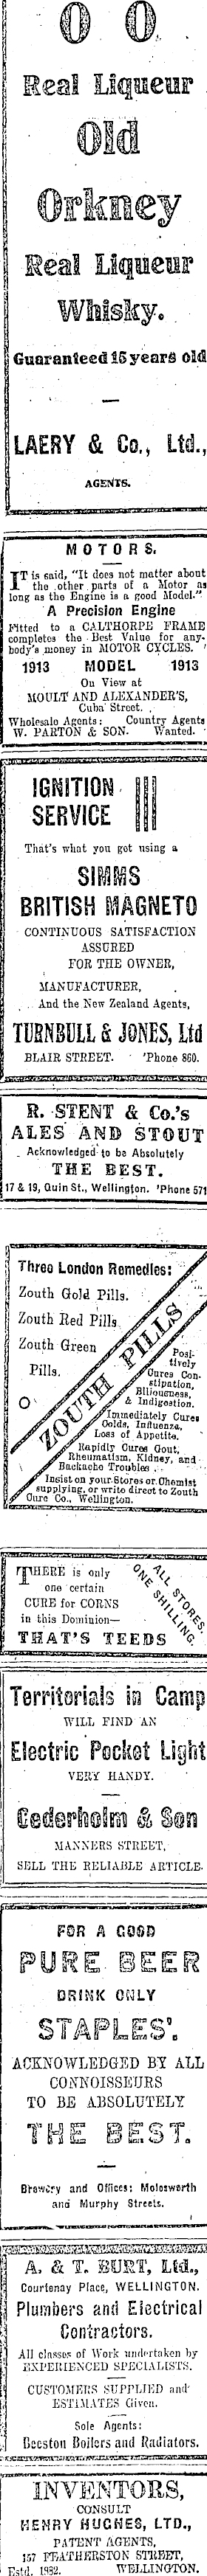 O O
Real Liqueur
Old
Orkney
Real Liqueur
Whisky.
Guaranteed 15 years old
LAERY & Co., Ltd.,
AGENTS.
MOTORS.
IT is said, "It does not matter about
the other parts of a Motor as
long as the Engine is a good Model."
A Precision Engine
Fitted to a CALTHORPE FRAME
completes the Best Value for any-
body's money in MOTOR CYCLES.
1913 MODEL 1913
On View at
MOULT AND ALEXANDER'S,
Cuba Street.
Wholesale Agents: Country Agents
W. PARTON & SON. Wanted.
IGNITION
SERVICE
That's what you get using a
SIMMS
BRITISH MAGNETO
CONTINUOUS SATISFACTION
ASSURED
FOR THE OWNER,
MANUFACTURER,
And the New Zealand Agents,
TURNBULL & JONES, Ltd
BLAIR STREET. 'Phone 860.
R. STENT & Co.'s
ALES AND STOUT
Acknowledged to be Absolutely
THE BEST.
17 & 19, Quin St., Wellington. 'Phone 571
Three London Remedies:
Zouth Gold Pills.
Zouth Red Pills.
Zouth Green
Pills.
ZOUTH PILLS
Posi-
tively
Cures Con-
stipation,
Biliousness,
& Indigestion.
Immediately Cures
Colds, Influenza,
Loss of Appetite.
Rapidly Cures Gout,
Rheumatism, Kidney, and
Backache Troubles.
Insist on your Stores or Chemist
supplying, or write direct to Zouth
Cure Co., Wellington.
THERE is only
one certain
CURE for CORNS
in this Dominion—
THAT'S TEEDS
ALL STORES,
ONE SHILLING.
Territorials in Camp
WILL FIND AN
Electric Pocket Light
VERY HANDY.
Cederholm & Son
MANNERS STREET,
SELL THE RELIABLE ARTICLE.
FOR A GOOD
PURE BEER
DRINK ONLY
STAPLES'.
ACKNOWLEDGED BY ALL
CONNOISSEURS
TO BE ABSOLUTELY
THE BEST.
Brewery and Offices: Molesworth
and Murphy Streets.
A. & T. BURT, Ltd.,
Courtenay Place, WELLINGTON.
Plumbers and Electrical
Contractors.
All classes of Work undertaken by
EXPERIENCED SPECIALISTS.
CUSTOMERS SUPPLIED and
ESTIMATES Given.
Sole Agents:
Beeston Boilers and Radiators.
INVENTORS,
CONSULT
HENRY HUGHES, LTD.,
PATENT AGENTS,
157 FEATHERSTON STREET,
Estd. 1882. WELLINGTON.